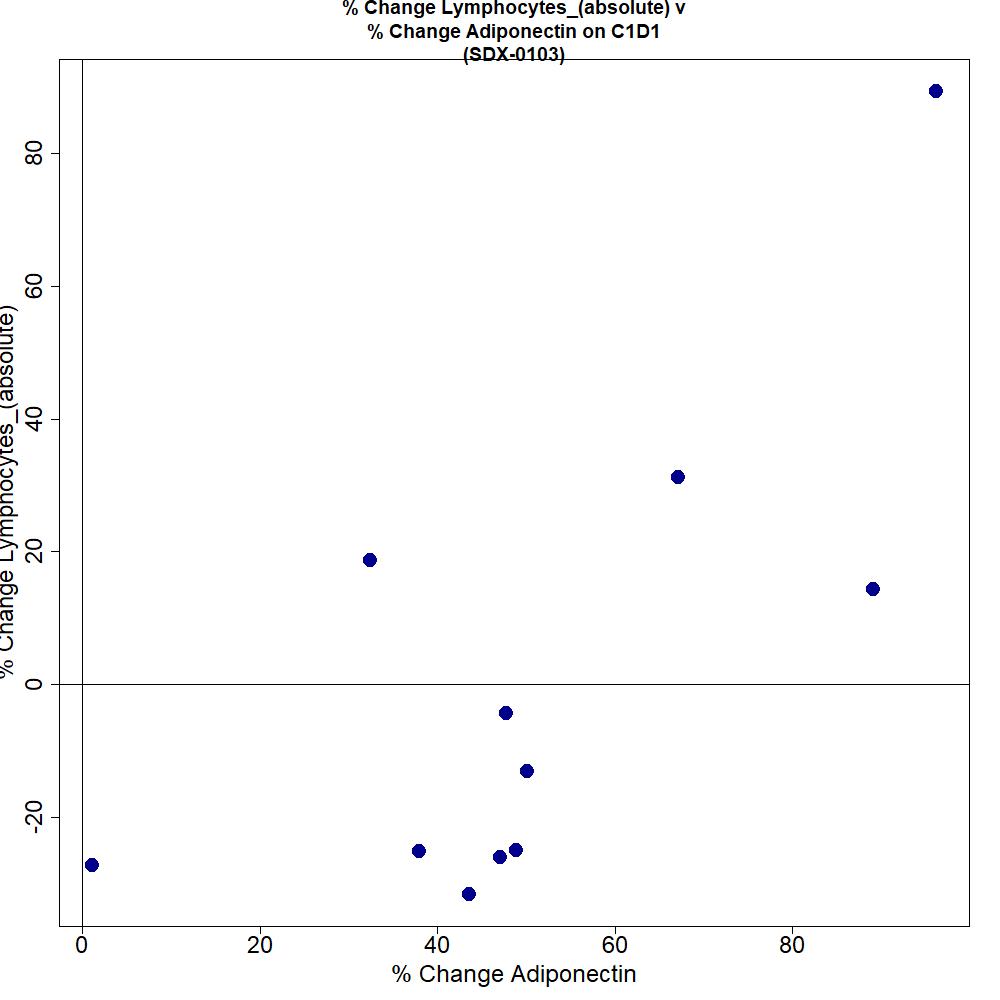 % Change Lymphocytes_(absolute) v
% Change Adiponectin on C1D1
(SDX-0103)
% Change Lymphocytes_(absolute)
80
60
40
20
0
-20
0 20 40 60 80
% Change Adiponectin